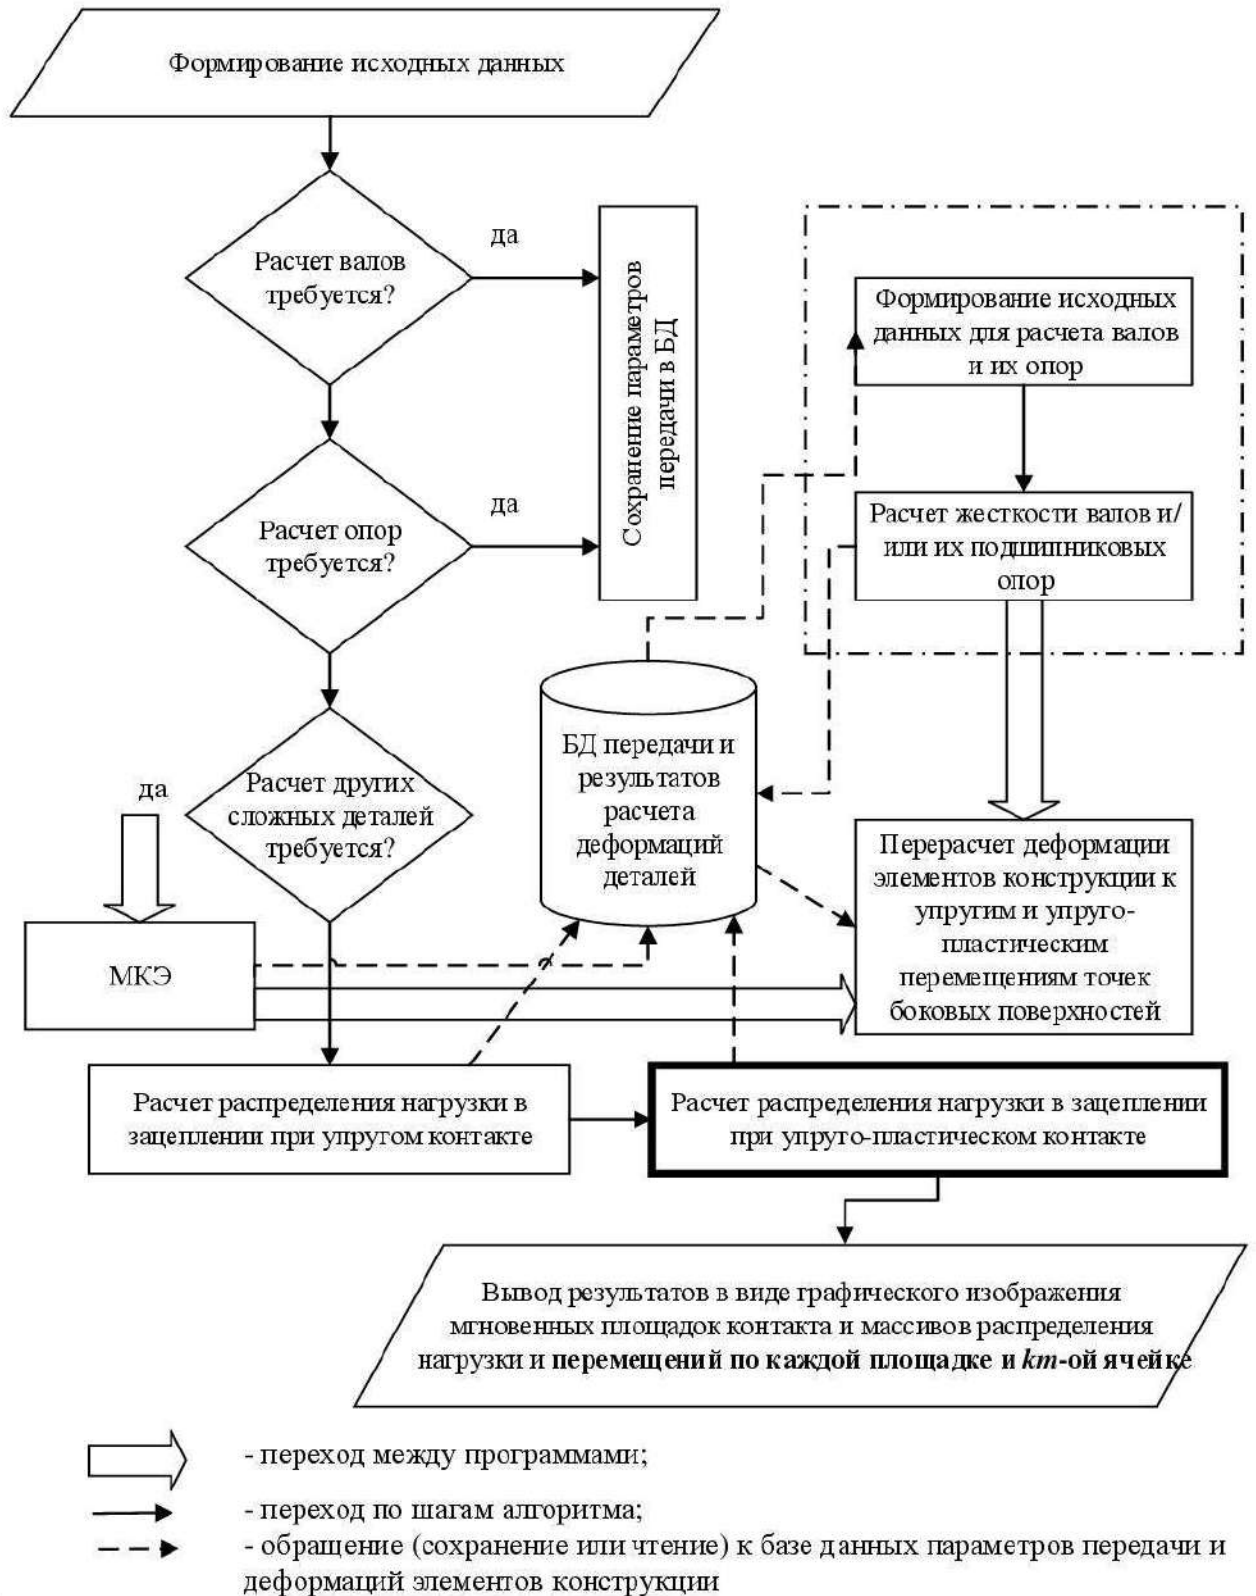 Формирование исходных данных
Расчет валов
требуется?
да
Сохранение параметров
передачи в БД
Формирование исходных
данных для расчета валов
и их опор
Расчет опор
требуется?
да
Расчет жесткости валов и/
или их подшипниковых
опор
Расчет других
сложных деталей
требуется?
да
БД передачи и
результатов
расчета
деформаций
деталей
Перерасчет деформации
элементов конструкции к
упругим и упруго-
пластическим
перемещениям точек
боковых поверхностей
МКЭ
Расчет распределения нагрузки в
зацеплении при упругом контакте
Расчет распределения нагрузки в зацеплении
при упруго-пластическом контакте
Вывод результатов в виде графического изображения
мгновенных площадок контакта и массивов распределения
нагрузки и перемещений по каждой площадке и km-ой ячейке
- переход между программами;
- переход по шагам алгоритма;
- обращение (сохранение или чтение) к базе данных параметров передачи и
деформаций элементов конструкции